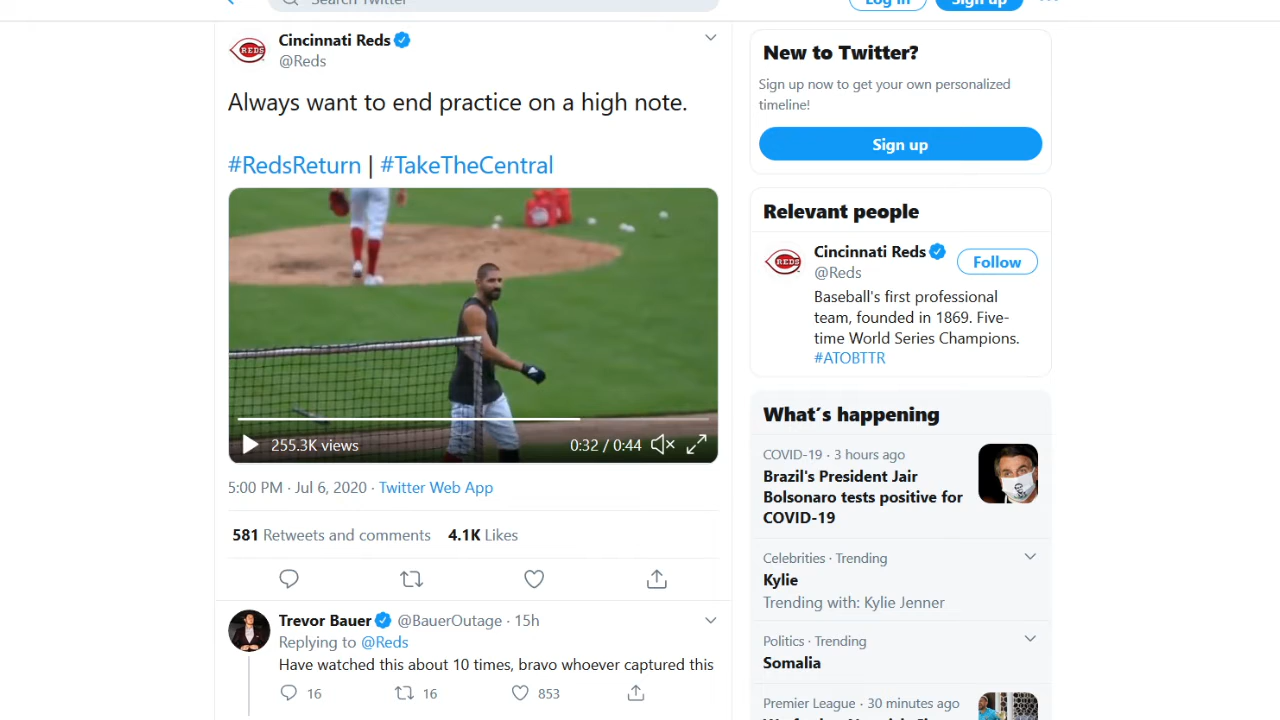 Search Twitter
Log in
Sign up
REDS
Cincinnati Reds
@Reds
Always want to end practice on a high note.
#RedsReturn | #TakeTheCentral
255.3K views
0:32 / 0:44
5:00 PM · Jul 6, 2020 · Twitter Web App
581 Retweets and comments 4.1K Likes
Trevor Bauer @BauerOutage · 15h
Replying to @Reds
Have watched this about 10 times, bravo whoever captured this
16 16 853
New to Twitter?
Sign up now to get your own personalized
timeline!
Sign up
Relevant people
REDS
Cincinnati Reds
@Reds
Follow
Baseball's first professional
team, founded in 1869. Five-
time World Series Champions.
#ATOBTTR
What's happening
COVID-19 · 3 hours ago
Brazil's President Jair
Bolsonaro tests positive for
COVID-19
Celebrities · Trending
Kylie
Trending with: Kylie Jenner
Politics · Trending
Somalia
Premier League · 30 minutes ago